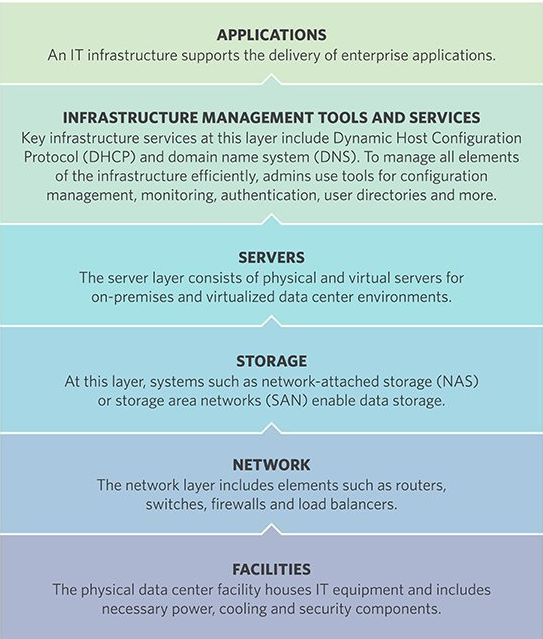 APPLICATIONS
An IT infrastructure supports the delivery of enterprise applications.
INFRASTRUCTURE MANAGEMENT TOOLS AND SERVICES
Key infrastructure services at this layer include Dynamic Host Configuration
Protocol (DHCP) and domain name system (DNS). To manage all elements
of the infrastructure efficiently, admins use tools for configuration
management, monitoring, authentication, user directories and more.
SERVERS
The server layer consists of physical and virtual servers for
on-premises and virtualized data center environments.
STORAGE
At this layer, systems such as network-attached storage (NAS)
or storage area networks (SAN) enable data storage.
NETWORK
The network layer includes elements such as routers,
switches, firewalls and load balancers.
FACILITIES
The physical data center facility houses IT equipment and includes
necessary power, cooling and security components.